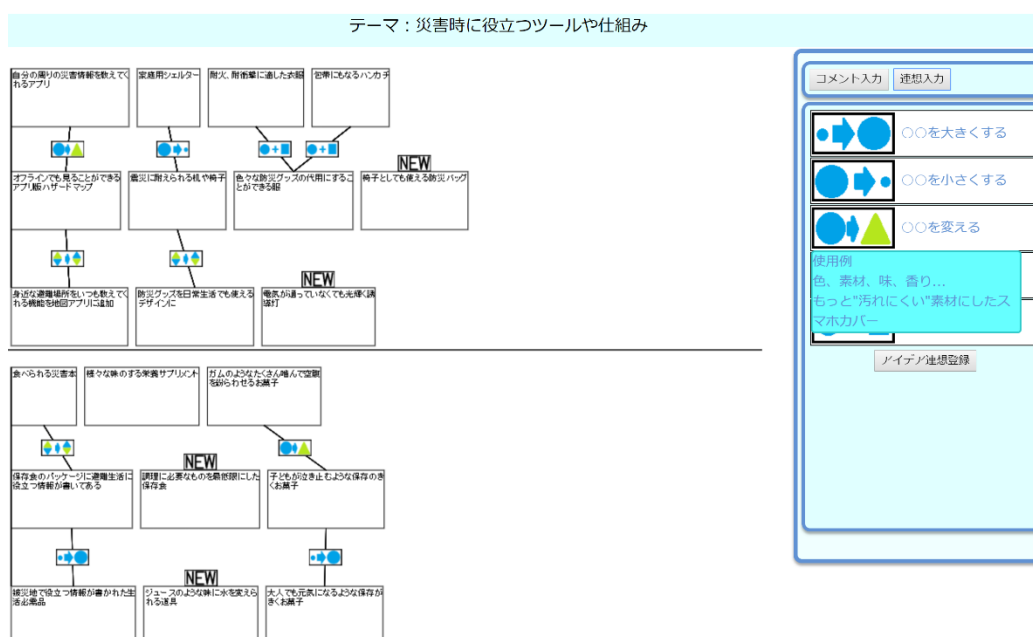 テーマ：災害時に役立つツールや仕組み
自分の周りの災害情報を教えてく
れるアプリ
家庭用シェルター
耐火、耐衝撃に適した衣服
包帯にもなるハンカチ
オフラインでも見ることができる
アプリ版ハザードマップ
震災に耐えられる机や椅子
色々な防災グッズの代用にするこ
とができる服
NEW
椅子としても使える防災バッグ
身近な避難場所をいつも教えてく
れる機能を地図アプリに追加
防災グッズを日常生活でも使える
デザインに
NEW
電気が通っていなくても光輝く誘
導灯
食べられる災害本
様々な味のする栄養サプリメント
ガムのようなたくさん噛んで空腹
を紛らわせるお菓子
保存食のパッケージに避難生活に
役立つ情報が書いてある
NEW
調理に必要なものを最低限にした
保存食
子どもが泣き止むような保存のき
くお菓子
被災地で役立つ情報が書かれた生
活必需品
NEW
ジュースのような味に水を変えら
れる道具
大人でも元気になるような保存が
きくお菓子
コメント入力
連想入力
○○を大きくする
○○を小さくする
○○を変える
使用例
色、素材、味、香り...
もっと"汚れにくい"素材にしたス
マホカバー
アイデア連想登録